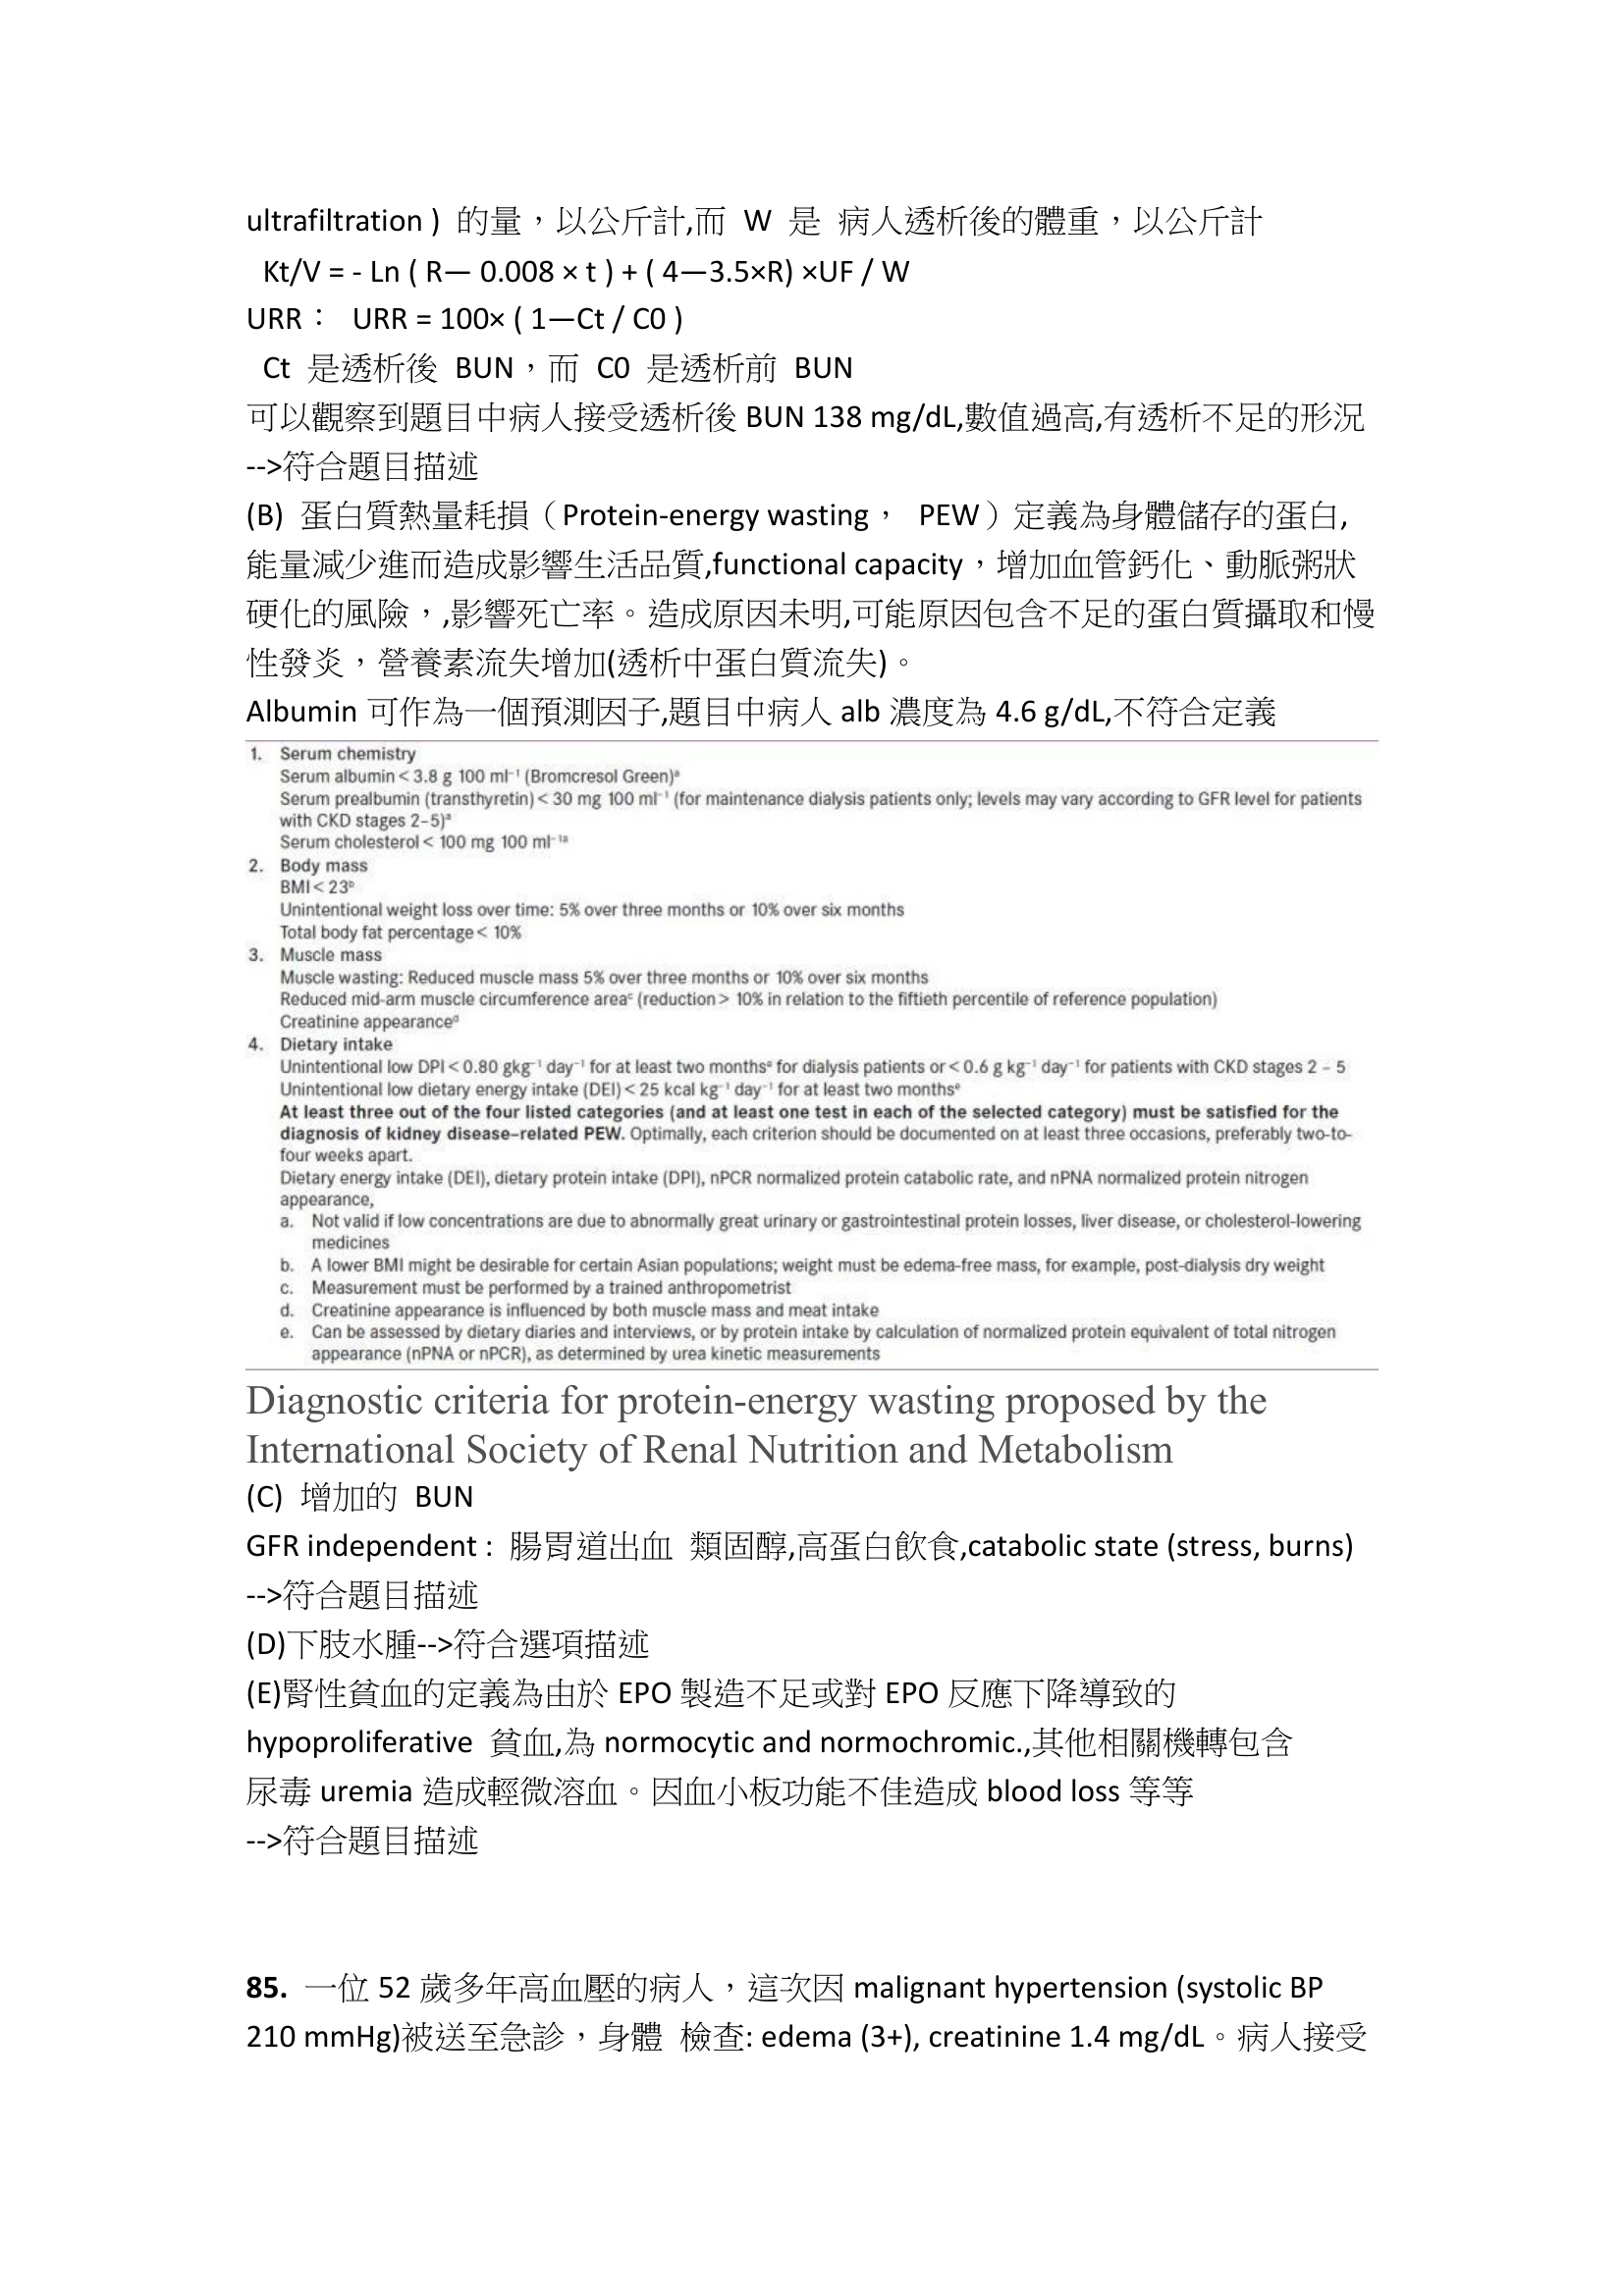 ultrafiltration ) 的量，以公斤計,而 W 是 病人透析後的體重，以公斤計
Kt/V = - Ln ( R— 0.008 × t ) + ( 4—3.5×R) ×UF / W
URR： URR = 100× ( 1—Ct / C0 )
Ct 是透析後 BUN，而 C0 是透析前 BUN
可以觀察到題目中病人接受透析後 BUN 138 mg/dL,數值過高,有透析不足的形況
-->符合題目描述
(B) 蛋白質熱量耗損（Protein-energy wasting， PEW）定義為身體儲存的蛋白,
能量減少進而造成影響生活品質,functional capacity，增加血管鈣化、動脈粥狀
硬化的風險，,影響死亡率。造成原因未明,可能原因包含不足的蛋白質攝取和慢
性發炎，營養素流失增加(透析中蛋白質流失)。
Albumin 可作為一個預測因子,題目中病人 alb 濃度為 4.6 g/dL,不符合定義
1. Serum chemistry
Serum albumin < 3.8 g 100 ml⁻¹ (Bromcresol Green)ᵃ
Serum prealbumin (transthyretin) < 30 mg 100 ml⁻¹ (for maintenance dialysis patients only; levels may vary according to GFR level for patients
with CKD stages 2–5)ᵃ
Serum cholesterol < 100 mg 100 ml⁻¹ᵃ
2. Body mass
BMI < 23ᵇ
Unintentional weight loss over time: 5% over three months or 10% over six months
Total body fat percentage < 10%
3. Muscle mass
Muscle wasting: Reduced muscle mass 5% over three months or 10% over six months
Reduced mid-arm muscle circumference areaᶜ (reduction > 10% in relation to the fiftieth percentile of reference population)
Creatinine appearanceᵈ
4. Dietary intake
Unintentional low DPI < 0.80 gkg⁻¹ day⁻¹ for at least two monthsᵉ for dialysis patients or < 0.6 g kg⁻¹ day⁻¹ for patients with CKD stages 2 – 5
Unintentional low dietary energy intake (DEI) < 25 kcal kg⁻¹ day⁻¹ for at least two monthsᵉ
At least three out of the four listed categories (and at least one test in each of the selected category) must be satisfied for the
diagnosis of kidney disease–related PEW. Optimally, each criterion should be documented on at least three occasions, preferably two-to-
four weeks apart.
Dietary energy intake (DEI), dietary protein intake (DPI), nPCR normalized protein catabolic rate, and nPNA normalized protein nitrogen
appearance,
a. Not valid if low concentrations are due to abnormally great urinary or gastrointestinal protein losses, liver disease, or cholesterol-lowering
medicines
b. A lower BMI might be desirable for certain Asian populations; weight must be edema-free mass, for example, post-dialysis dry weight
c. Measurement must be performed by a trained anthropometrist
d. Creatinine appearance is influenced by both muscle mass and meat intake
e. Can be assessed by dietary diaries and interviews, or by protein intake by calculation of normalized protein equivalent of total nitrogen
appearance (nPNA or nPCR), as determined by urea kinetic measurements
Diagnostic criteria for protein-energy wasting proposed by the
International Society of Renal Nutrition and Metabolism
(C) 增加的 BUN
GFR independent : 腸胃道出血 類固醇,高蛋白飲食,catabolic state (stress, burns)
-->符合題目描述
(D)下肢水腫-->符合選項描述
(E)腎性貧血的定義為由於 EPO 製造不足或對 EPO 反應下降導致的
hypoproliferative 貧血,為 normocytic and normochromic.,其他相關機轉包含
尿毒 uremia 造成輕微溶血。因血小板功能不佳造成 blood loss 等等
-->符合題目描述
85. 一位 52 歲多年高血壓的病人，這次因 malignant hypertension (systolic BP
210 mmHg)被送至急診，身體 檢查: edema (3+), creatinine 1.4 mg/dL。病人接受